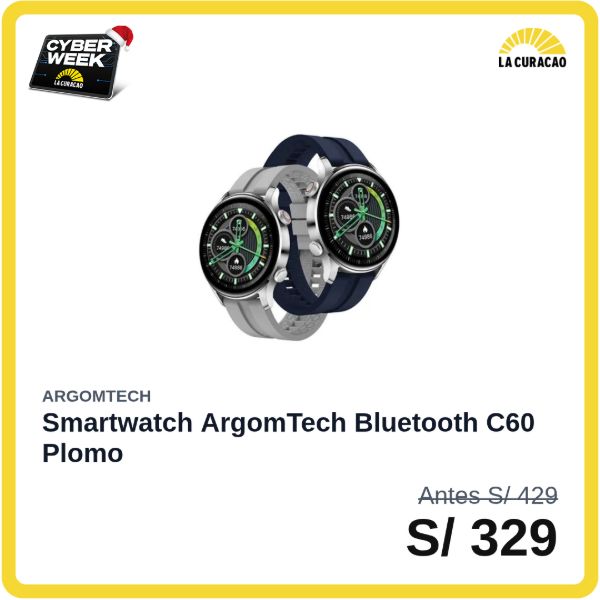 CYBER
WEEK
LA CURACAO
LA CURACAO
ARGOMTECH
Smartwatch ArgomTech Bluetooth C60
Plomo
Antes S/ 429
S/ 329